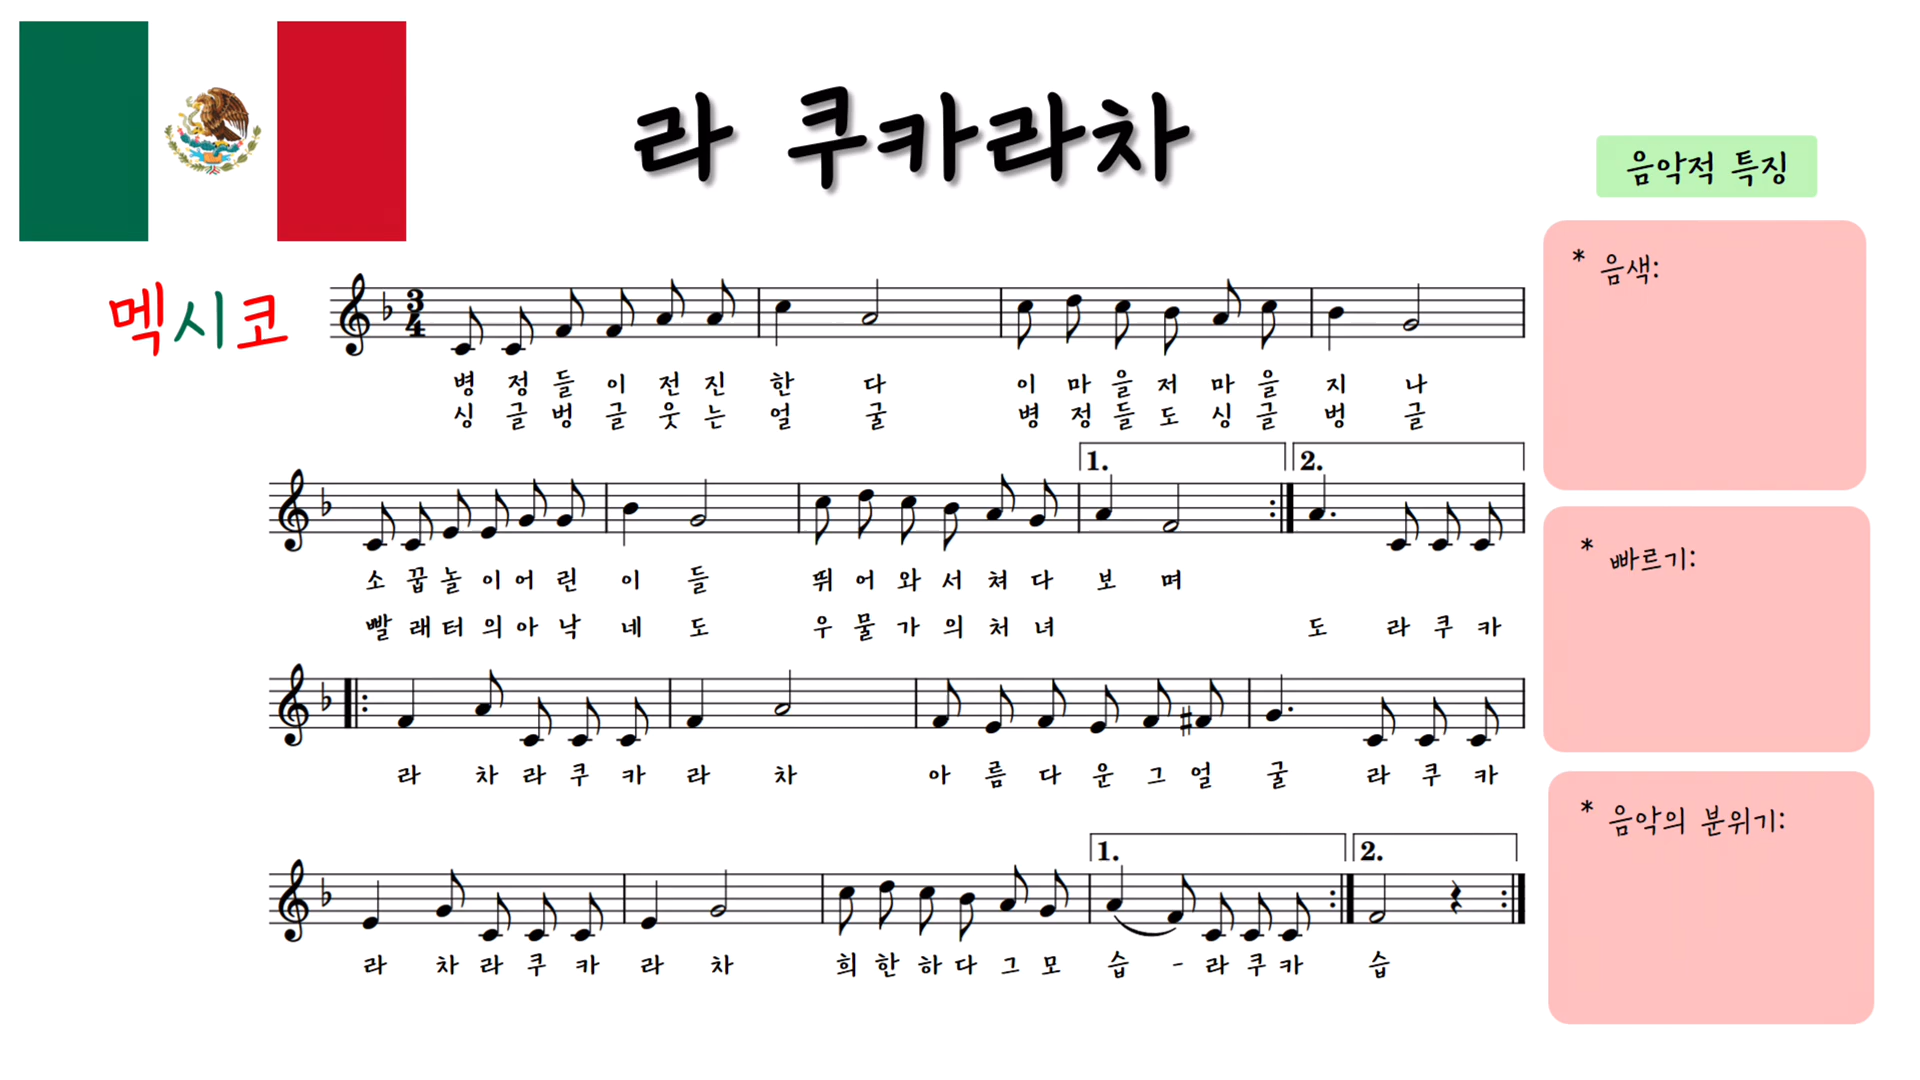 라 쿠카라차
음악적 특징
* 음색:
멕시코
3
4
병 정 들 이 전 진 한 다 이 마 을 저 마 을 지 나
싱 글 벙 글 웃 는 얼 굴 병 정 들 도 싱 글 벙 글
1. 2.
소 꿉 놀 이 어 린 이 들 뛰 어 와 서 쳐 다 보 며
빨 래 터 의 아 낙 네 도 우 물 가 의 처 녀 도 라 쿠 카
* 빠르기:
라 차 라 쿠 카 라 차 아 름 다 운 그 얼 굴 라 쿠 카
* 음악의 분위기:
1. 2.
라 차 라 쿠 카 라 차 희 한 하 다 그 모 습 - 라 쿠 카 습